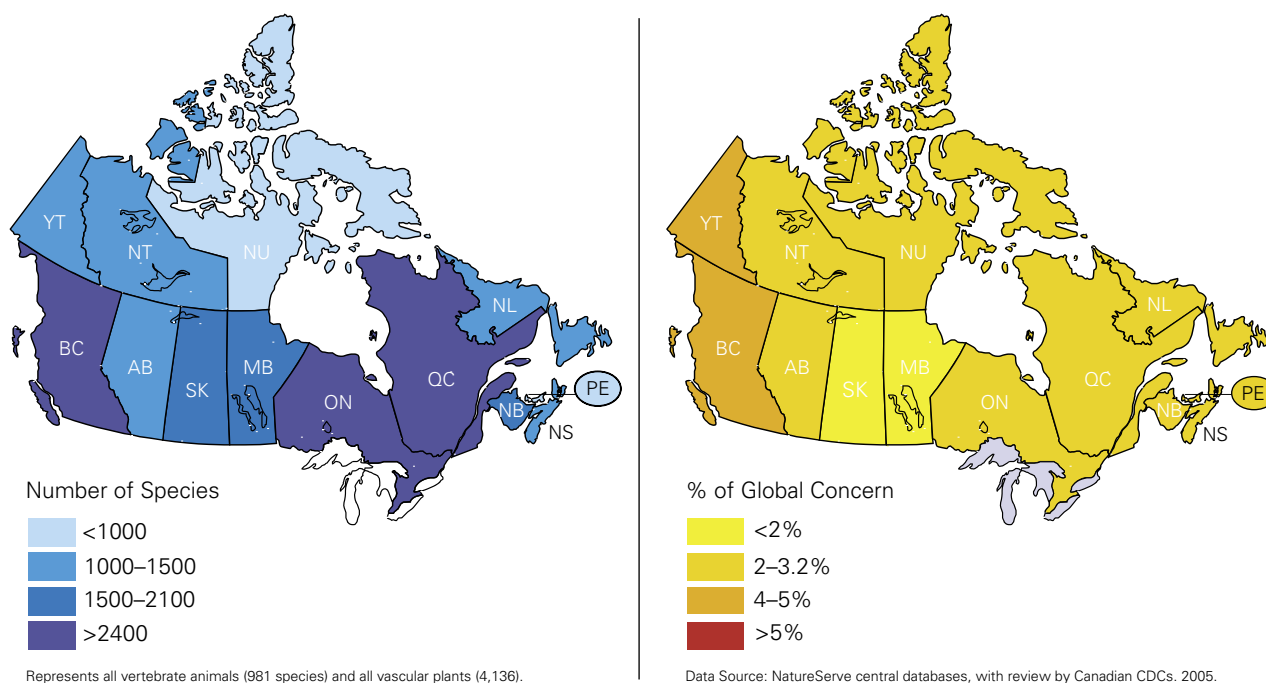 YT
NT
NU
BC
AB
SK
MB
ON
QC
NL
PE
NB
NS
Number of Species
<1000
1000–1500
1500–2100
>2400
Represents all vertebrate animals (981 species) and all vascular plants (4,136).
YT
NT
NU
BC
AB
SK
MB
ON
QC
NL
PE
NB
NS
% of Global Concern
<2%
2–3.2%
4–5%
>5%
Data Source: NatureServe central databases, with review by Canadian CDCs. 2005.